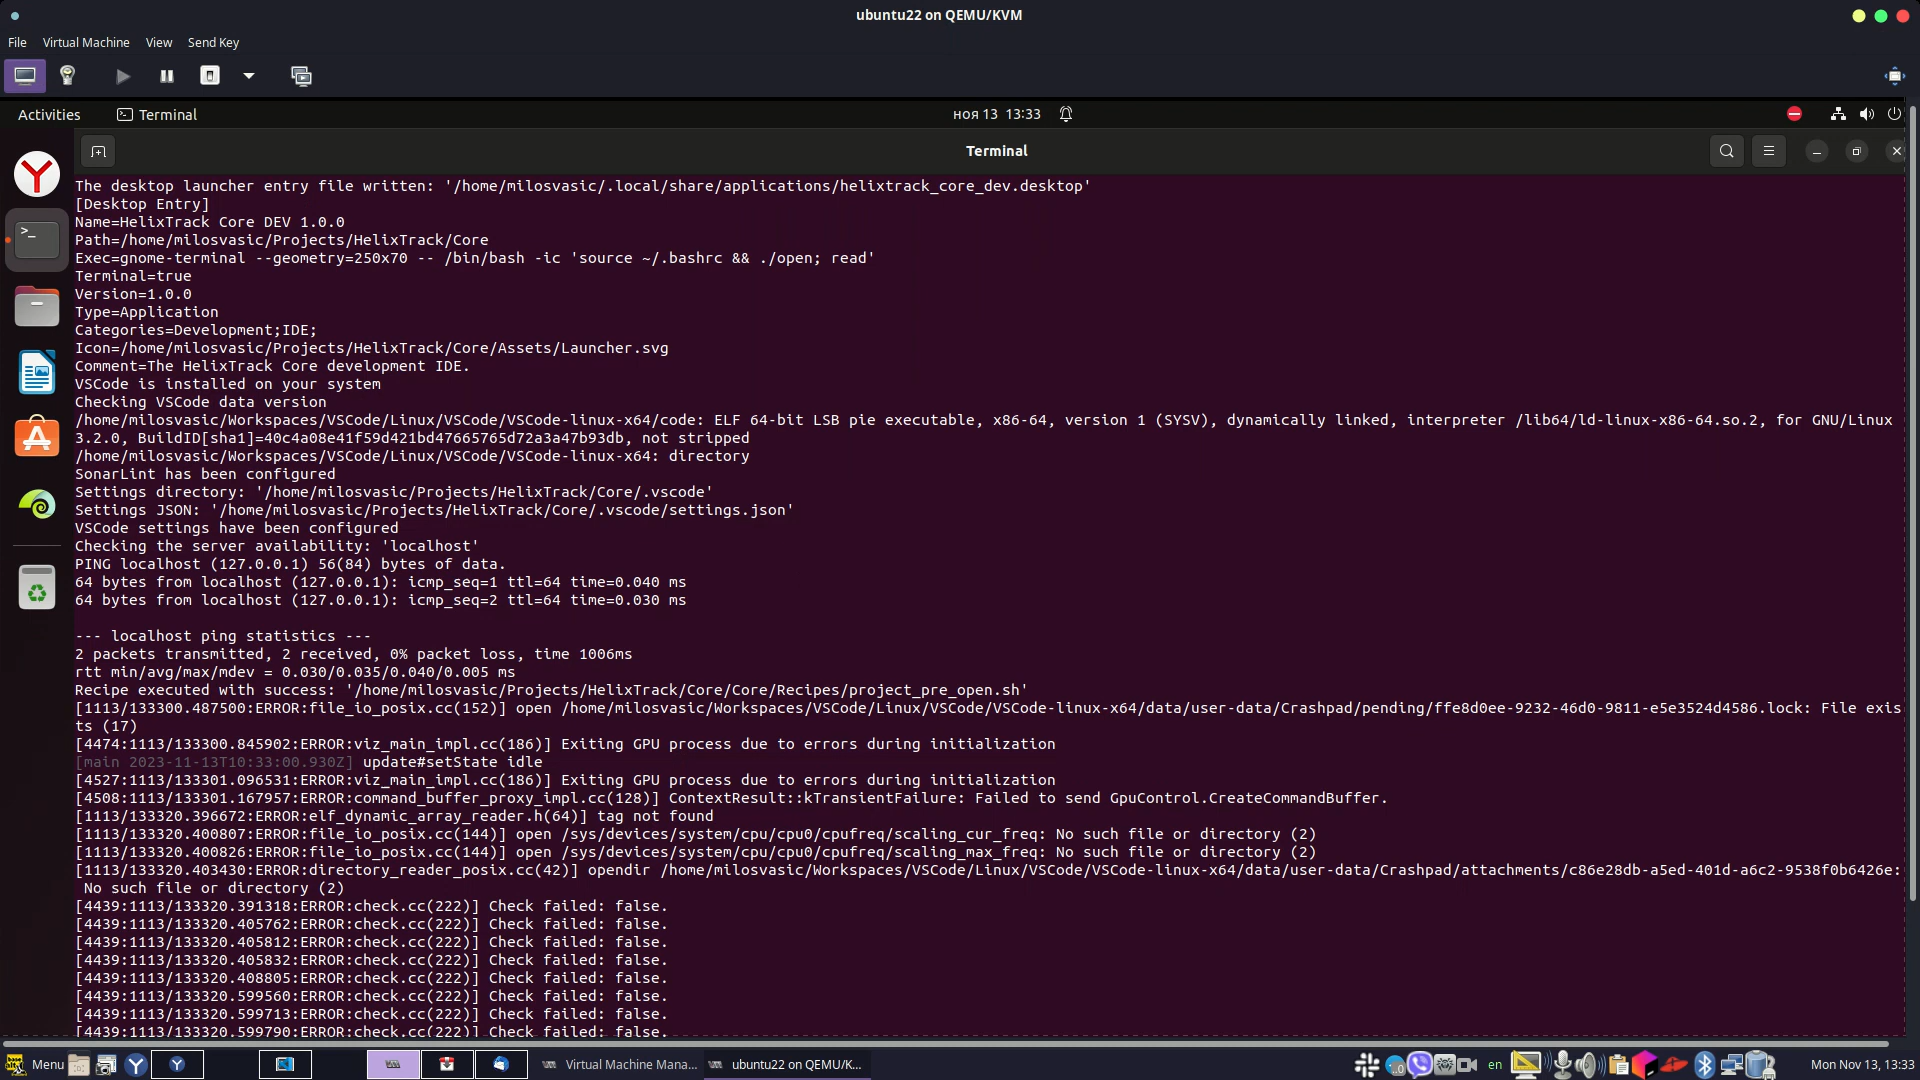 ubuntu22 on QEMU/KVM
File Virtual Machine View Send Key
Activities Terminal ноя 13 13:33
Terminal
The desktop launcher entry file written: '/home/milosvasic/.local/share/applications/helixtrack_core_dev.desktop'
[Desktop Entry]
Name=HelixTrack Core DEV 1.0.0
Path=/home/milosvasic/Projects/HelixTrack/Core
Exec=gnome-terminal --geometry=250x70 -- /bin/bash -ic 'source ~/.bashrc && ./open; read'
Terminal=true
Version=1.0.0
Type=Application
Categories=Development;IDE;
Icon=/home/milosvasic/Projects/HelixTrack/Core/Assets/Launcher.svg
Comment=The HelixTrack Core development IDE.
VSCode is installed on your system
Checking VSCode data version
/home/milosvasic/Workspaces/VSCode/Linux/VSCode/VSCode-linux-x64/code: ELF 64-bit LSB pie executable, x86-64, version 1 (SYSV), dynamically linked, interpreter /lib64/ld-linux-x86-64.so.2, for GNU/Linux
3.2.0, BuildID[sha1]=40c4a08e41f59d421bd47665765d72a3a47b93db, not stripped
/home/milosvasic/Workspaces/VSCode/Linux/VSCode/VSCode-linux-x64: directory
SonarLint has been configured
Settings directory: '/home/milosvasic/Projects/HelixTrack/Core/.vscode'
Settings JSON: '/home/milosvasic/Projects/HelixTrack/Core/.vscode/settings.json'
VSCode settings have been configured
Checking the server availability: 'localhost'
PING localhost (127.0.0.1) 56(84) bytes of data.
64 bytes from localhost (127.0.0.1): icmp_seq=1 ttl=64 time=0.040 ms
64 bytes from localhost (127.0.0.1): icmp_seq=2 ttl=64 time=0.030 ms
--- localhost ping statistics ---
2 packets transmitted, 2 received, 0% packet loss, time 1006ms
rtt min/avg/max/mdev = 0.030/0.035/0.040/0.005 ms
Recipe executed with success: '/home/milosvasic/Projects/HelixTrack/Core/Core/Recipes/project_pre_open.sh'
[1113/133300.487500:ERROR:file_io_posix.cc(152)] open /home/milosvasic/Workspaces/VSCode/Linux/VSCode/VSCode-linux-x64/data/user-data/Crashpad/pending/ffe8d0ee-9232-46d0-9811-e5e3524d4586.lock: File exis
ts (17)
[4474:1113/133300.845902:ERROR:viz_main_impl.cc(186)] Exiting GPU process due to errors during initialization
[main 2023-11-13T10:33:00.930Z] update#setState idle
[4527:1113/133301.096531:ERROR:viz_main_impl.cc(186)] Exiting GPU process due to errors during initialization
[4508:1113/133301.167957:ERROR:command_buffer_proxy_impl.cc(128)] ContextResult::kTransientFailure: Failed to send GpuControl.CreateCommandBuffer.
[1113/133320.396672:ERROR:elf_dynamic_array_reader.h(64)] tag not found
[1113/133320.400807:ERROR:file_io_posix.cc(144)] open /sys/devices/system/cpu/cpu0/cpufreq/scaling_cur_freq: No such file or directory (2)
[1113/133320.400826:ERROR:file_io_posix.cc(144)] open /sys/devices/system/cpu/cpu0/cpufreq/scaling_max_freq: No such file or directory (2)
[1113/133320.403430:ERROR:directory_reader_posix.cc(42)] opendir /home/milosvasic/Workspaces/VSCode/Linux/VSCode/VSCode-linux-x64/data/user-data/Crashpad/attachments/c86e28db-a5ed-401d-a6c2-9538f0b6426e:
No such file or directory (2)
[4439:1113/133320.391318:ERROR:check.cc(222)] Check failed: false.
[4439:1113/133320.405762:ERROR:check.cc(222)] Check failed: false.
[4439:1113/133320.405812:ERROR:check.cc(222)] Check failed: false.
[4439:1113/133320.405832:ERROR:check.cc(222)] Check failed: false.
[4439:1113/133320.408805:ERROR:check.cc(222)] Check failed: false.
[4439:1113/133320.599560:ERROR:check.cc(222)] Check failed: false.
[4439:1113/133320.599713:ERROR:check.cc(222)] Check failed: false.
[4439:1113/133320.599790:ERROR:check.cc(222)] Check failed: false.
Menu Virtual Machine Mana... ubuntu22 on QEMU/K... en Mon Nov 13, 13:33